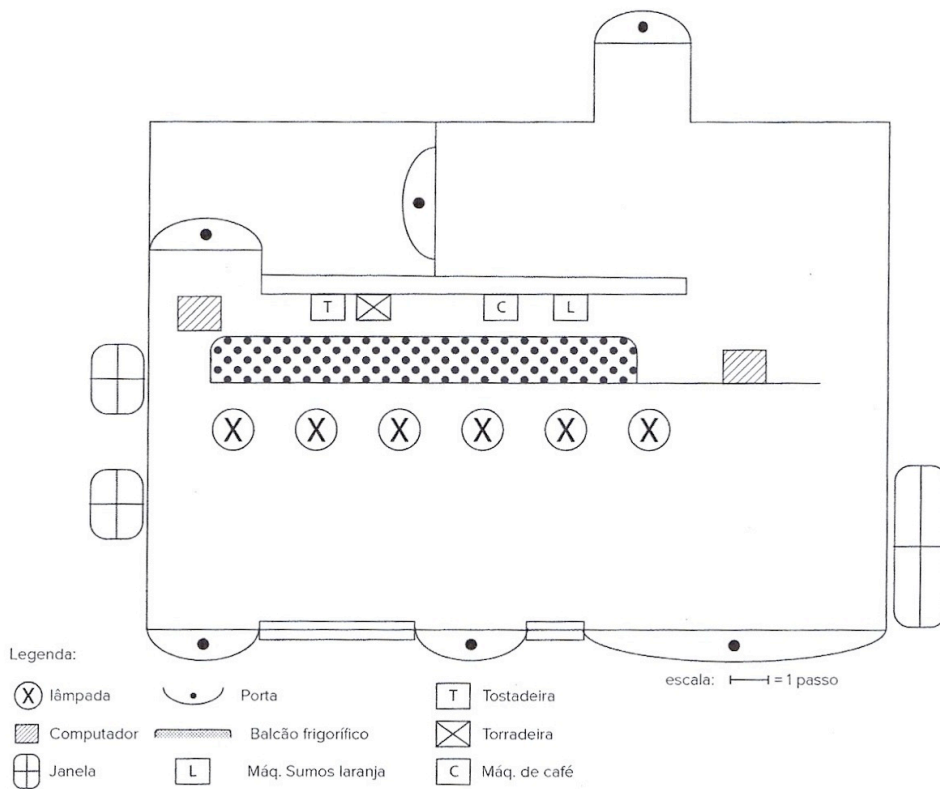 T
C
L
X X X X X X
Legenda:
escala: = 1 passo
X lâmpada
Porta
T Tostadeira
Computador
Balcão frigorífico
Torradeira
Janela
L Máq. Sumos laranja
C Máq. de café